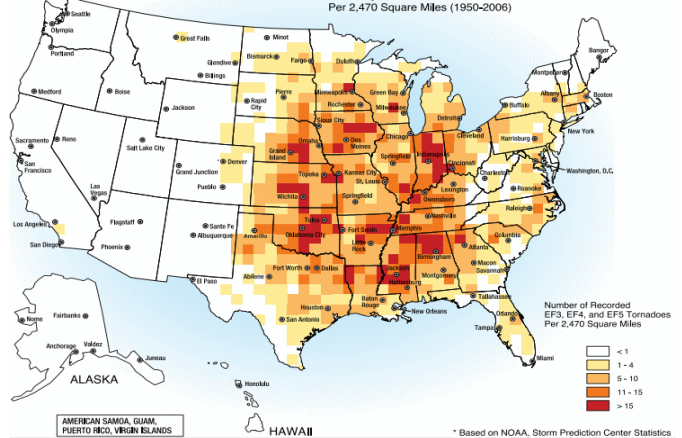 Per 2,470 Square Miles (1950-2006)
Seattle
Olympia
Portland
Medford
Boise
Great Falls
Billings
Glendive
Bismarck
Minot
Fargo
Duluth
Minneapolis
Rochester
Green Bay
Milwaukee
Pierre
Rapid
City
Jackson
Sioux City
Des
Moines
Chicago
Detroit
Cleveland
Buffalo
Albany
Montpelier
Bangor
Boston
New York
Harrisburg
Washington, D.C.
Sacramento
San
Francisco
Reno
Salt Lake City
Grand Junction
Denver
Pueblo
Omaha
Grand
Island
Topeka
Kansas City
Springfield
St. Louis
Indianapolis
Cincinnati
Charleston
Roanoke
Raleigh
Lexington
Owensboro
Nashville
Springfield
Wichita
Las
Vegas
Los Angeles
San Diego
Flagstaff
Phoenix
Santa Fe
Albuquerque
Amarillo
Tulsa
Oklahoma City
Fort Smith
Little
Rock
Memphis
Columbia
Atlanta
Birmingham
Macon
Savannah
Montgomery
El Paso
Abilene
Fort Worth
Dallas
Jackson
Hattiesburg
Baton
Rouge
New Orleans
Houston
San Antonio
Tallahassee
Orlando
Tampa
Miami
Nome
Fairbanks
Anchorage
Valdez
Juneau
ALASKA
Honolulu
HAWAII
AMERICAN SAMOA, GUAM,
PUERTO RICO, VIRGIN ISLANDS
Number of Recorded
EF3, EF4, and EF5 Tornadoes
Per 2,470 Square Miles
< 1
1 - 4
5 - 10
11 - 15
> 15
* Based on NOAA, Storm Prediction Center Statistics